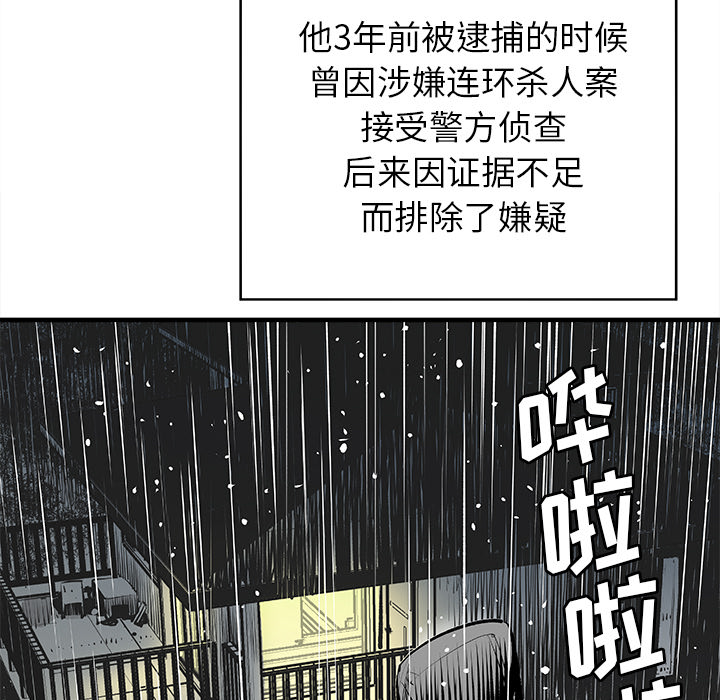 他3年前被逮捕的时候
曾因涉嫌连环杀人案
接受警方侦查
后来因证据不足
而排除了嫌疑
哗啦啦